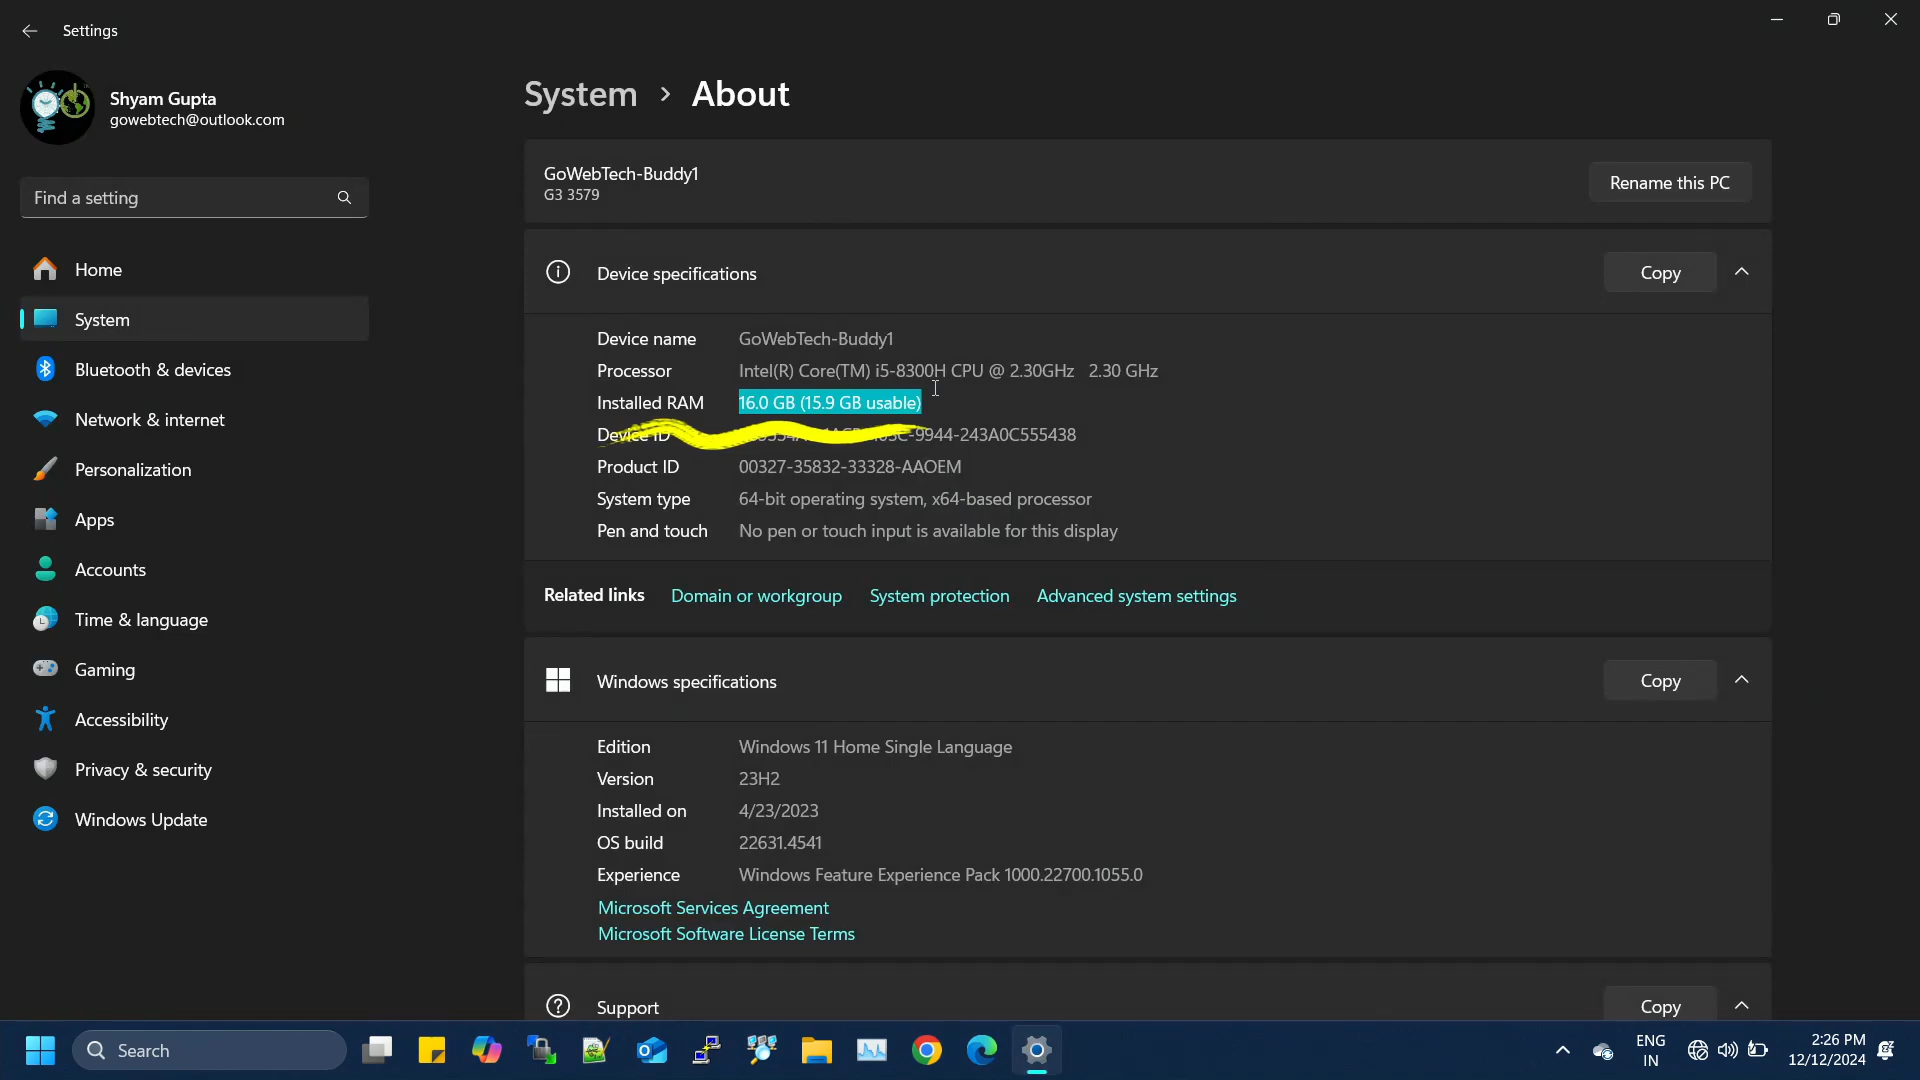 Settings
Shyam Gupta
gowebtech@outlook.com
Find a setting
Home
System
Bluetooth & devices
Network & internet
Personalization
Apps
Accounts
Time & language
Gaming
Accessibility
Privacy & security
Windows Update
System > About
GoWebTech-Buddy1
G3 3579
Rename this PC
Device specifications
Copy
Device name GoWebTech-Buddy1
Processor Intel(R) Core(TM) i5-8300H CPU @ 2.30GHz 2.30 GHz
Installed RAM 16.0 GB (15.9 GB usable)
Device ID -9944-243A0C555438
Product ID 00327-35832-33328-AAOEM
System type 64-bit operating system, x64-based processor
Pen and touch No pen or touch input is available for this display
Related links Domain or workgroup System protection Advanced system settings
Windows specifications
Copy
Edition Windows 11 Home Single Language
Version 23H2
Installed on 4/23/2023
OS build 22631.4541
Experience Windows Feature Experience Pack 1000.22700.1055.0
Microsoft Services Agreement
Microsoft Software License Terms
Support
Copy
Search
ENG
IN
2:26 PM
12/12/2024